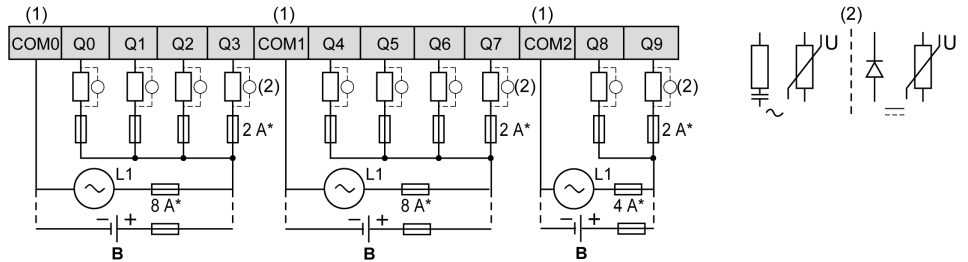 (1) (1) (1) (2)
COM0 Q0 Q1 Q2 Q3 COM1 Q4 Q5 Q6 Q7 COM2 Q8 Q9
U U
(2) (2) (2)
2 A* 2 A* 2 A*
L1 L1 L1
8 A* 8 A* 4 A*
− + − + − +
B B B